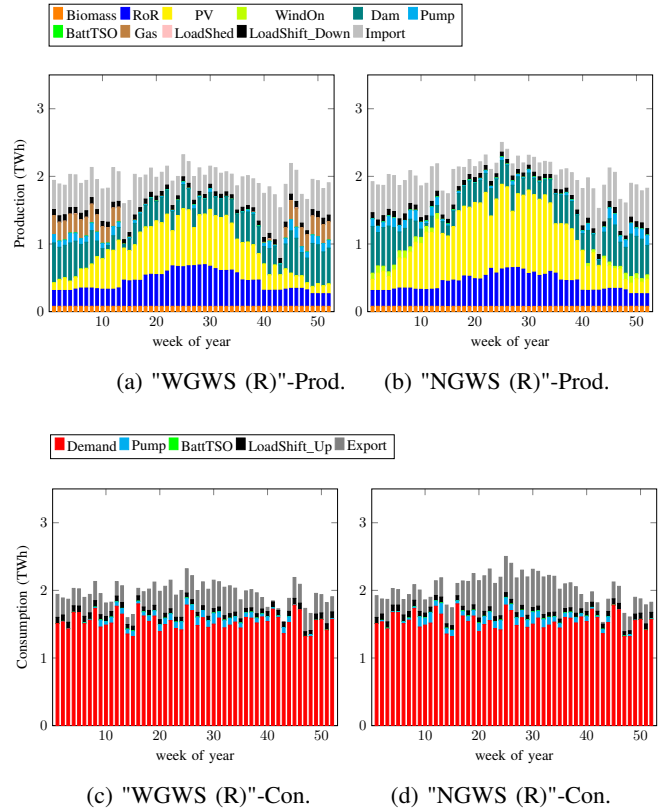 Biomass RoR PV WindOn Dam Pump
BattTSO Gas LoadShed LoadShift_Down Import
Production (TWh)
3
2
1
0
10 20 30 40 50
week of year
10 20 30 40 50
week of year
3
2
1
0
(a) "WGWS (R)"-Prod. (b) "NGWS (R)"-Prod.
Demand Pump BattTSO LoadShift_Up Export
Consumption (TWh)
3
2
1
0
10 20 30 40 50
week of year
3
2
1
0
10 20 30 40 50
week of year
(c) "WGWS (R)"-Con. (d) "NGWS (R)"-Con.